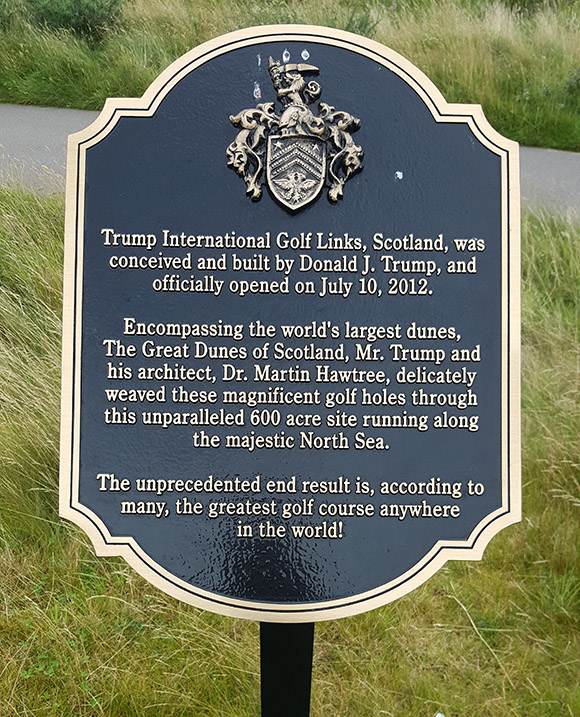 Trump International Golf Links, Scotland, was
conceived and built by Donald J. Trump, and
officially opened on July 10, 2012.
Encompassing the world's largest dunes,
The Great Dunes of Scotland, Mr. Trump and
his architect, Dr. Martin Hawtree, delicately
weaved these magnificent golf holes through
this unparalleled 600 acre site running along
the majestic North Sea.
The unprecedented end result is, according to
many, the greatest golf course anywhere
in the world!